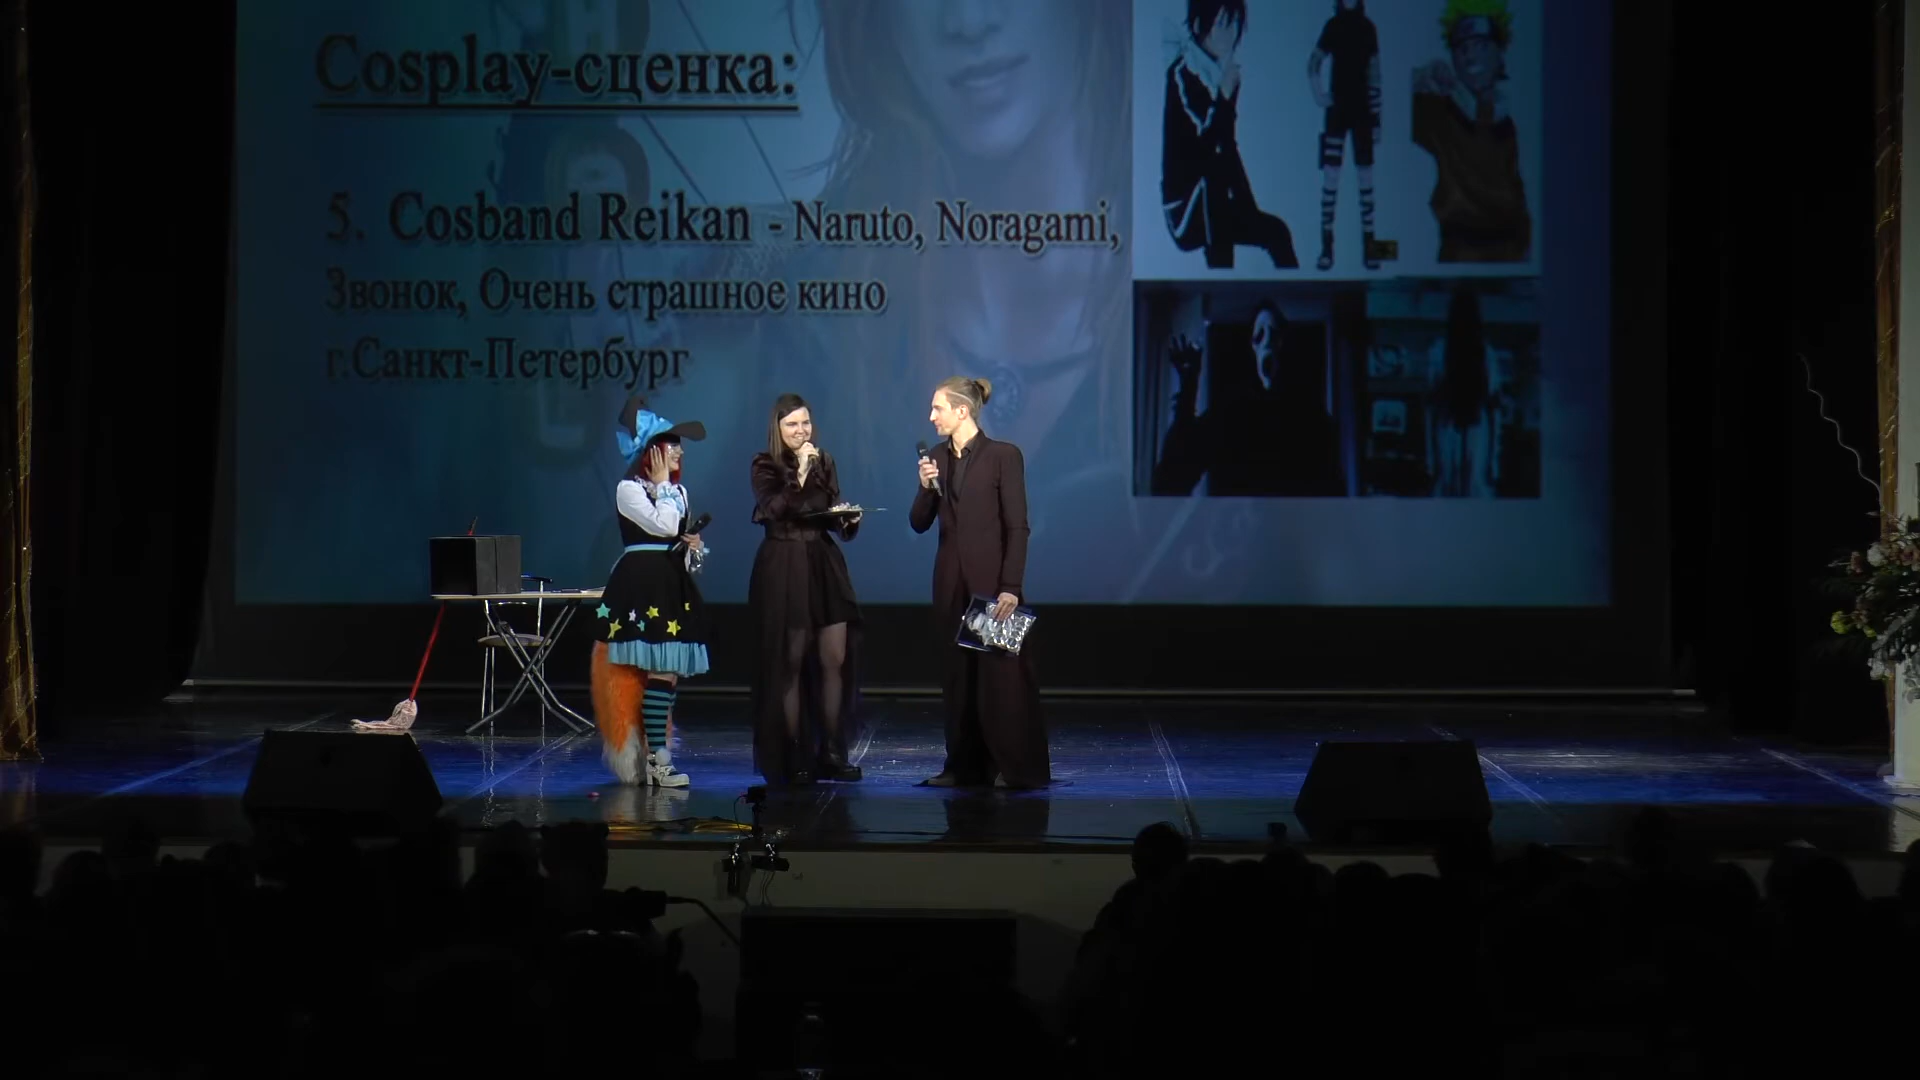 Cosplay-сценка:
5. Cosband Reikan - Naruto, Noragami,
Звонок, Очень страшное кино
г.Санкт-Петербург